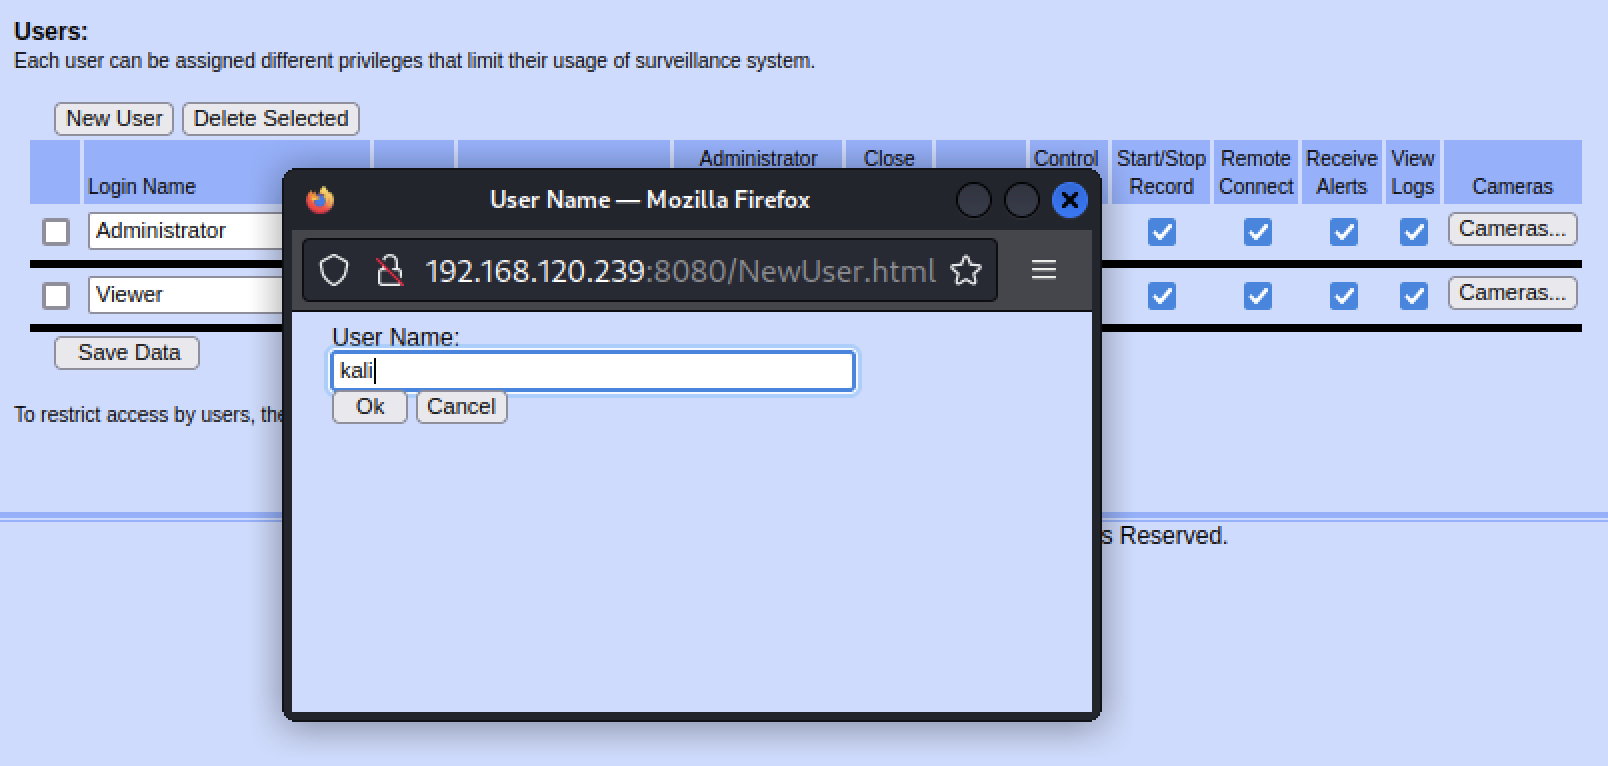 Users:
Each user can be assigned different privileges that limit their usage of surveillance system.
New User Delete Selected
Login Name
Administrator
Close
Control
Start/Stop Record
Remote Connect
Receive Alerts
View Logs
Cameras
Administrator
Cameras...
Viewer
Cameras...
Save Data
To restrict access by users, the
s Reserved.
User Name — Mozilla Firefox
192.168.120.239:8080/NewUser.html
User Name:
kali
Ok Cancel